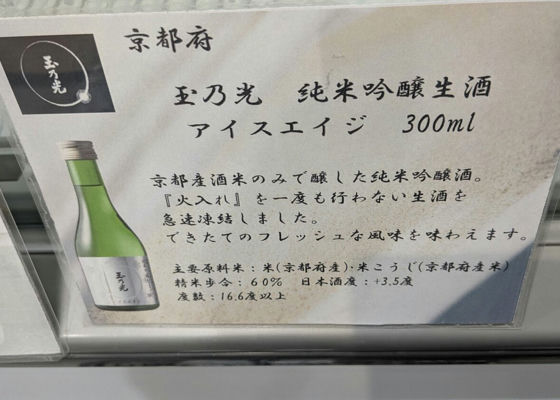 玉乃光
京都府
玉乃光　純米吟醸生酒
アイスエイジ　300ml
京都産酒米のみで醸した純米吟醸酒。
『火入れ』を一度も行わない生酒を
急速凍結しました。
できたてのフレッシュな風味を味わえます。
主要原料米：米(京都府産)・米こうじ(京都府産米)
精米歩合：60%　日本酒度：+3.5度
度数：16.6度以上
玉乃光